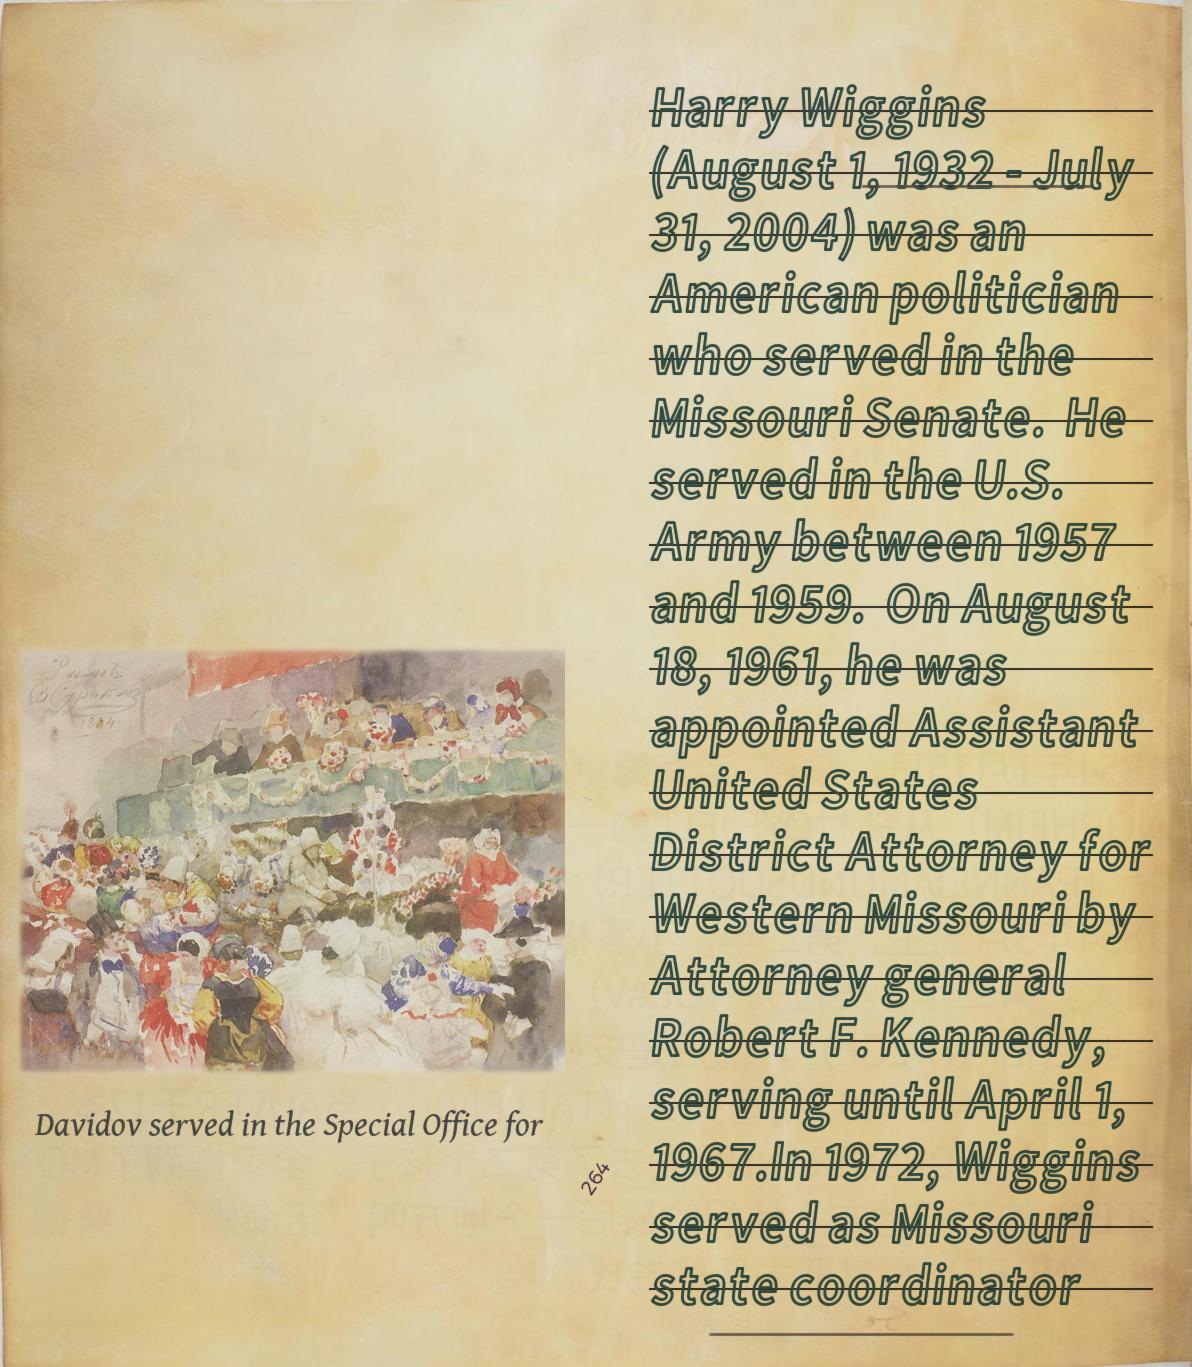 Harry Wiggins
(August 1, 1932 - July
31, 2004) was an
American politician
who served in the
Missouri Senate.  He
served in the U.S.
Army between 1957
and 1959.  On August
18, 1961, he was
appointed Assistant
United States
District Attorney for
Western Missouri by
Attorney general
Robert F. Kennedy,
serving until April 1,
1967.In 1972, Wiggins
served as Missouri
state coordinator
Davidov served in the Special Office for
264